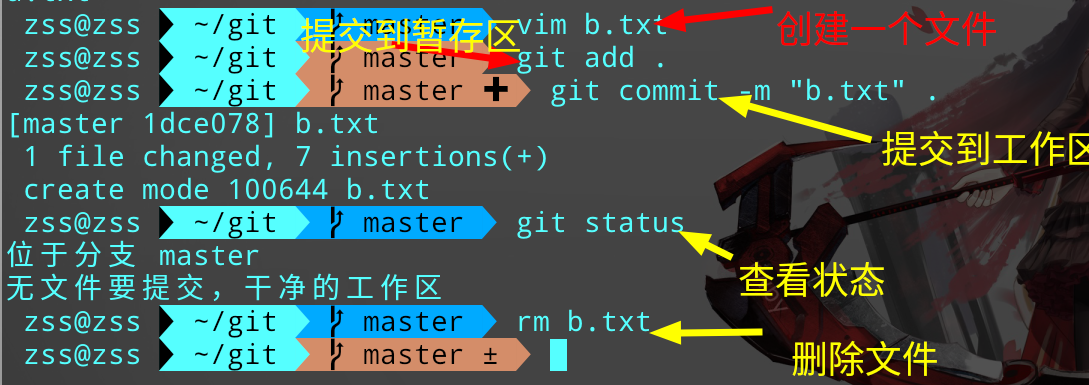 zss@zss ~/git master vim b.txt 创建一个文件
提交到暂存区
zss@zss ~/git master git add .
zss@zss ~/git master ✚ git commit -m "b.txt" .
[master 1dce078] b.txt 提交到工作区
1 file changed, 7 insertions(+)
create mode 100644 b.txt
zss@zss ~/git master git status
位于分支 master
无文件要提交，干净的工作区 查看状态
zss@zss ~/git master rm b.txt
zss@zss ~/git master ± 删除文件